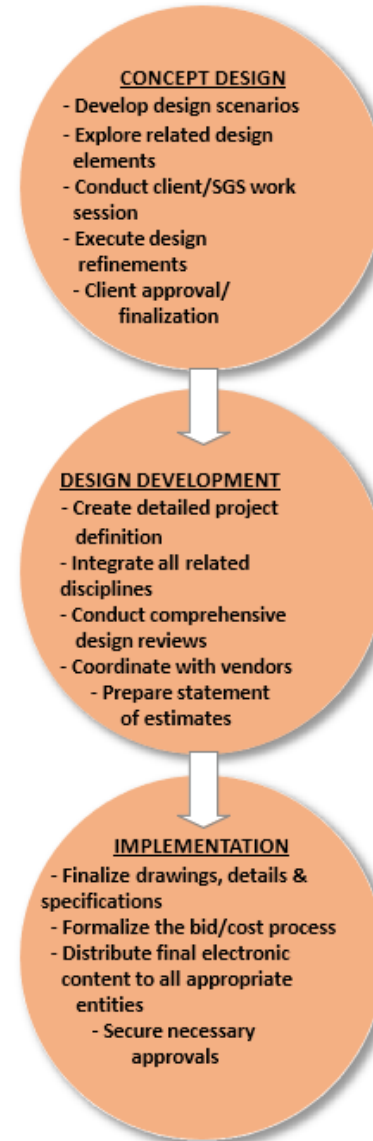 CONCEPT DESIGN
- Develop design scenarios
- Explore related design
elements
- Conduct client/SGS work
session
- Execute design
refinements
- Client approval/
finalization
DESIGN DEVELOPMENT
- Create detailed project
definition
- Integrate all related
disciplines
- Conduct comprehensive
design reviews
- Coordinate with vendors
- Prepare statement
of estimates
IMPLEMENTATION
- Finalize drawings, details &
specifications
- Formalize the bid/cost process
- Distribute final electronic
content to all appropriate
entities
- Secure necessary
approvals